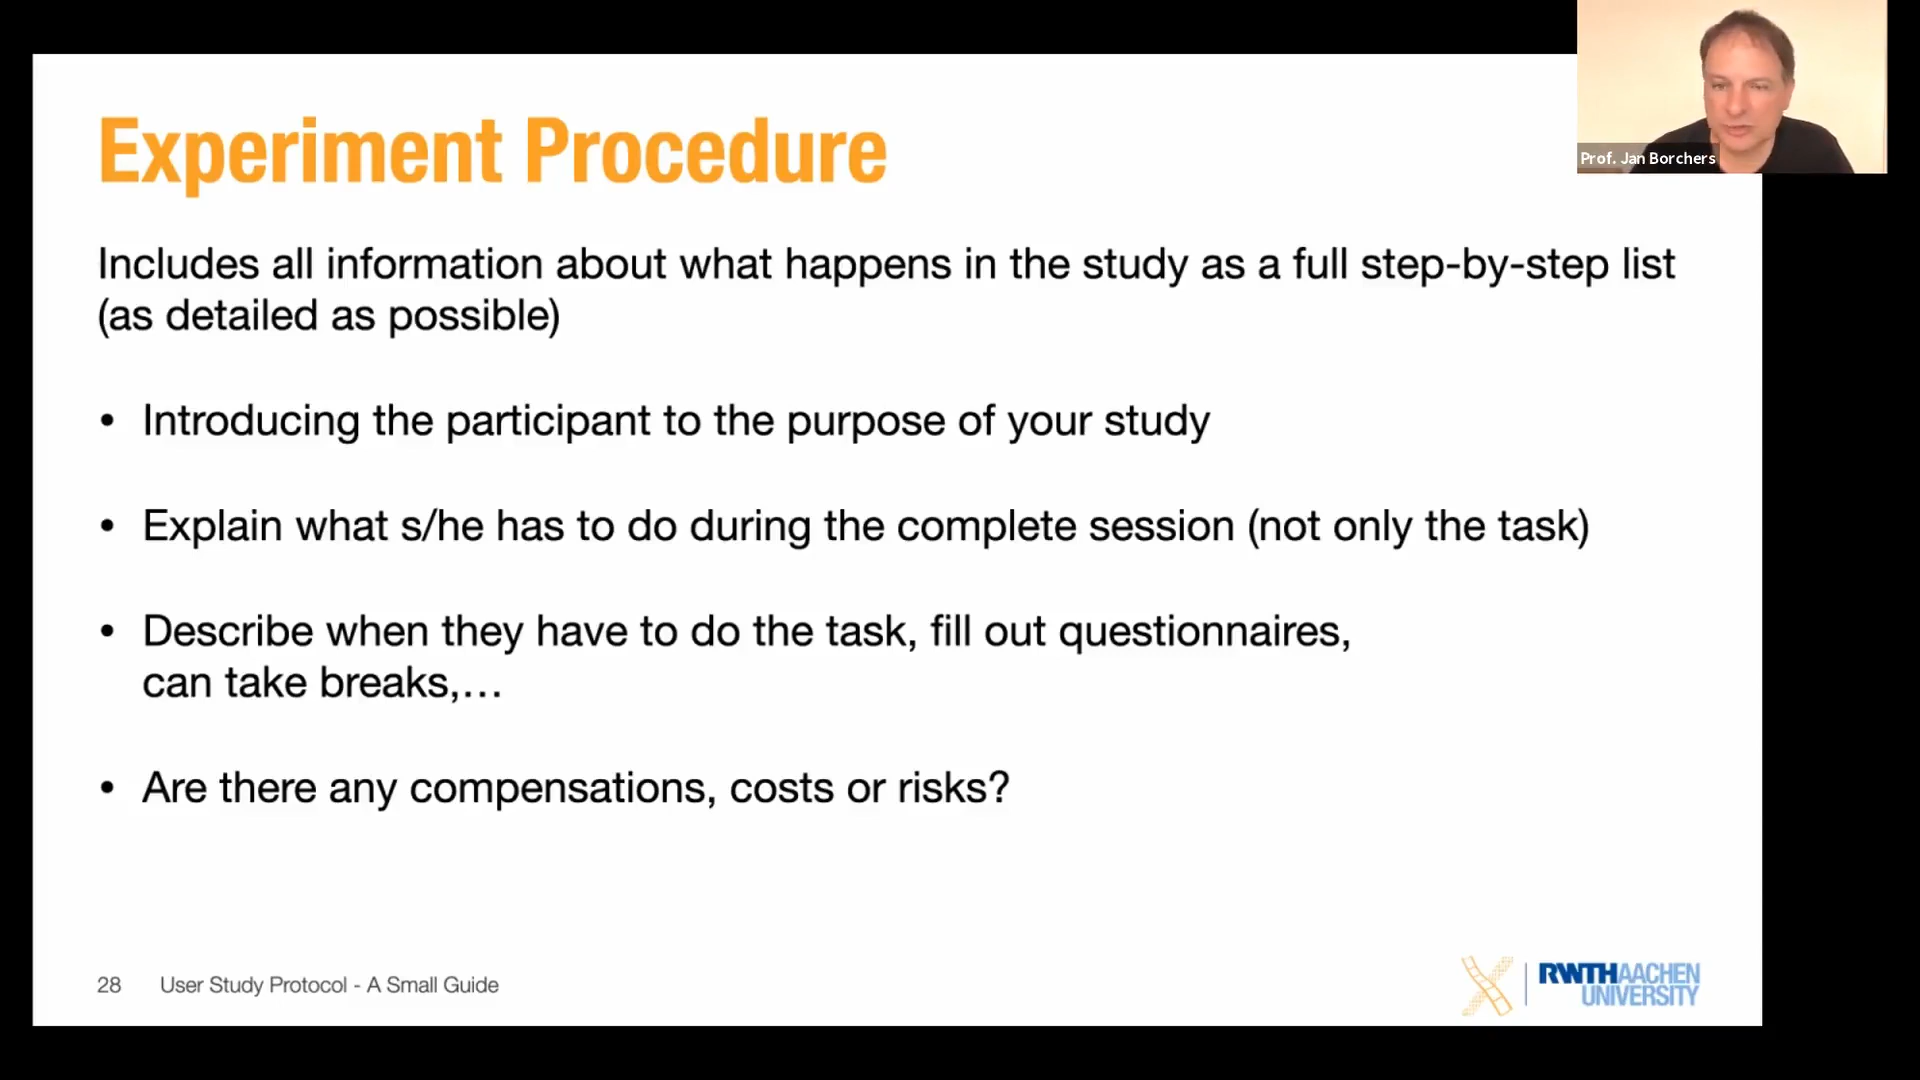 Experiment Procedure
Prof. Jan Borchers
Includes all information about what happens in the study as a full step-by-step list
(as detailed as possible)
• Introducing the participant to the purpose of your study
• Explain what s/he has to do during the complete session (not only the task)
• Describe when they have to do the task, fill out questionnaires,
can take breaks,…
• Are there any compensations, costs or risks?
28 User Study Protocol - A Small Guide
RWTHAACHEN
UNIVERSITY